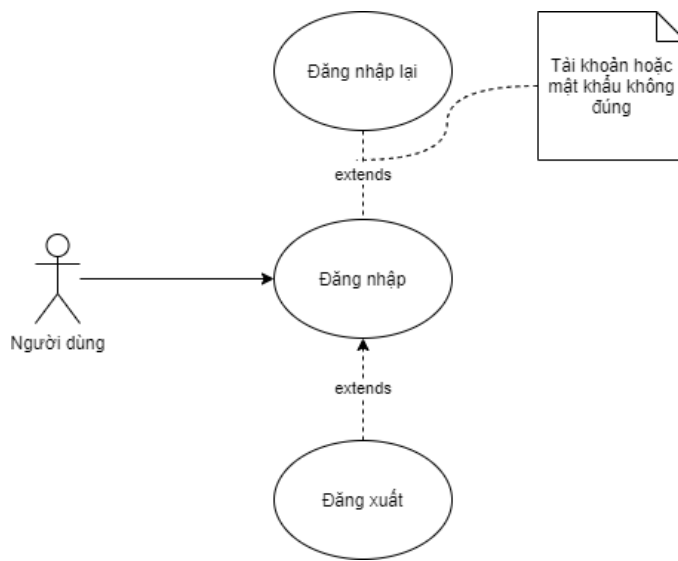 Đăng nhập lại
Tài khoản hoặc
mật khẩu không
đúng
extends
Đăng nhập
Người dùng
extends
Đăng xuất